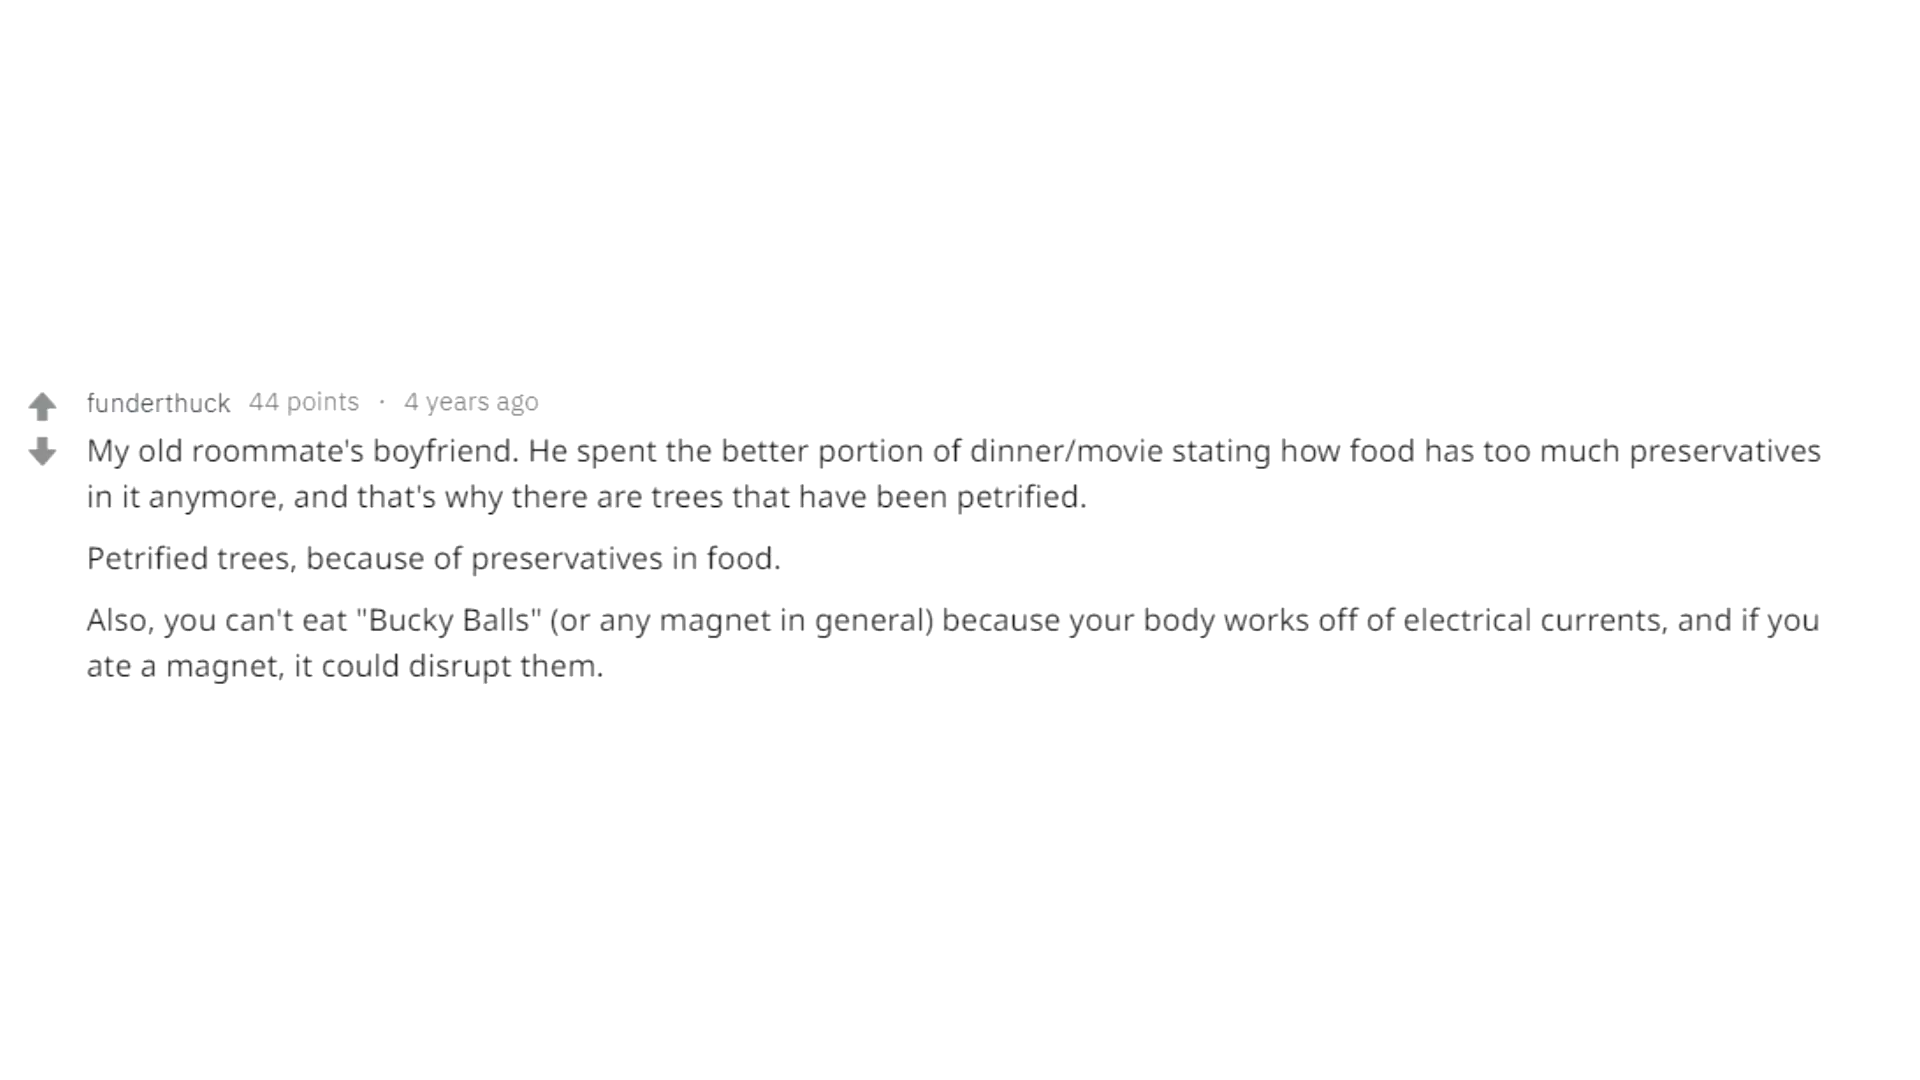 funderthuck 44 points · 4 years ago
My old roommate's boyfriend. He spent the better portion of dinner/movie stating how food has too much preservatives
in it anymore, and that's why there are trees that have been petrified.
Petrified trees, because of preservatives in food.
Also, you can't eat "Bucky Balls" (or any magnet in general) because your body works off of electrical currents, and if you
ate a magnet, it could disrupt them.